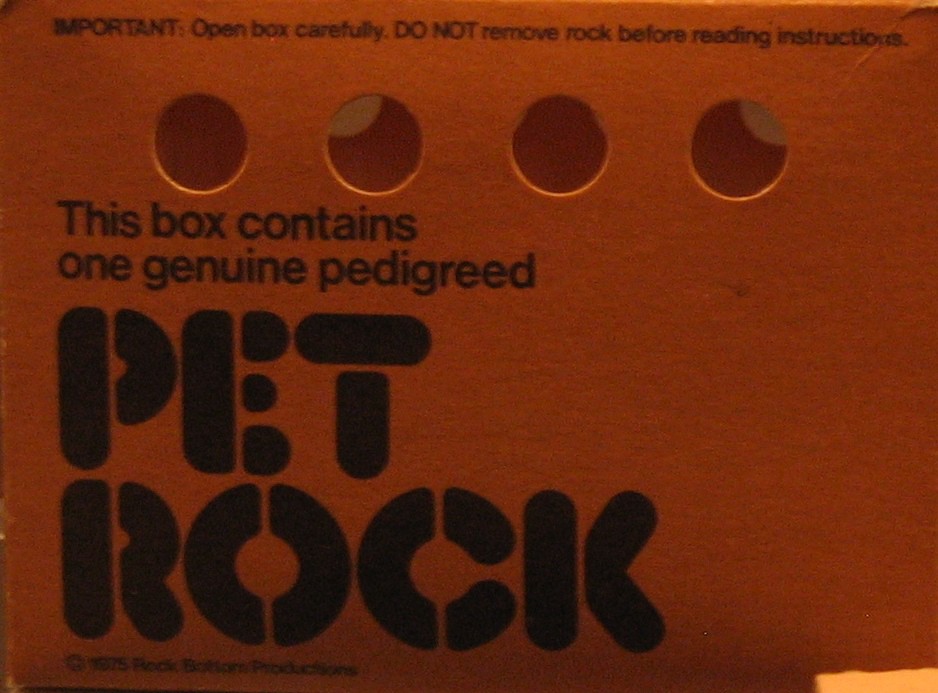 IMPORTANT: Open box carefully. DO NOT remove rock before reading instructions.
This box contains
one genuine pedigreed
PET
ROCK
© 1975 Rock Bottom Productions